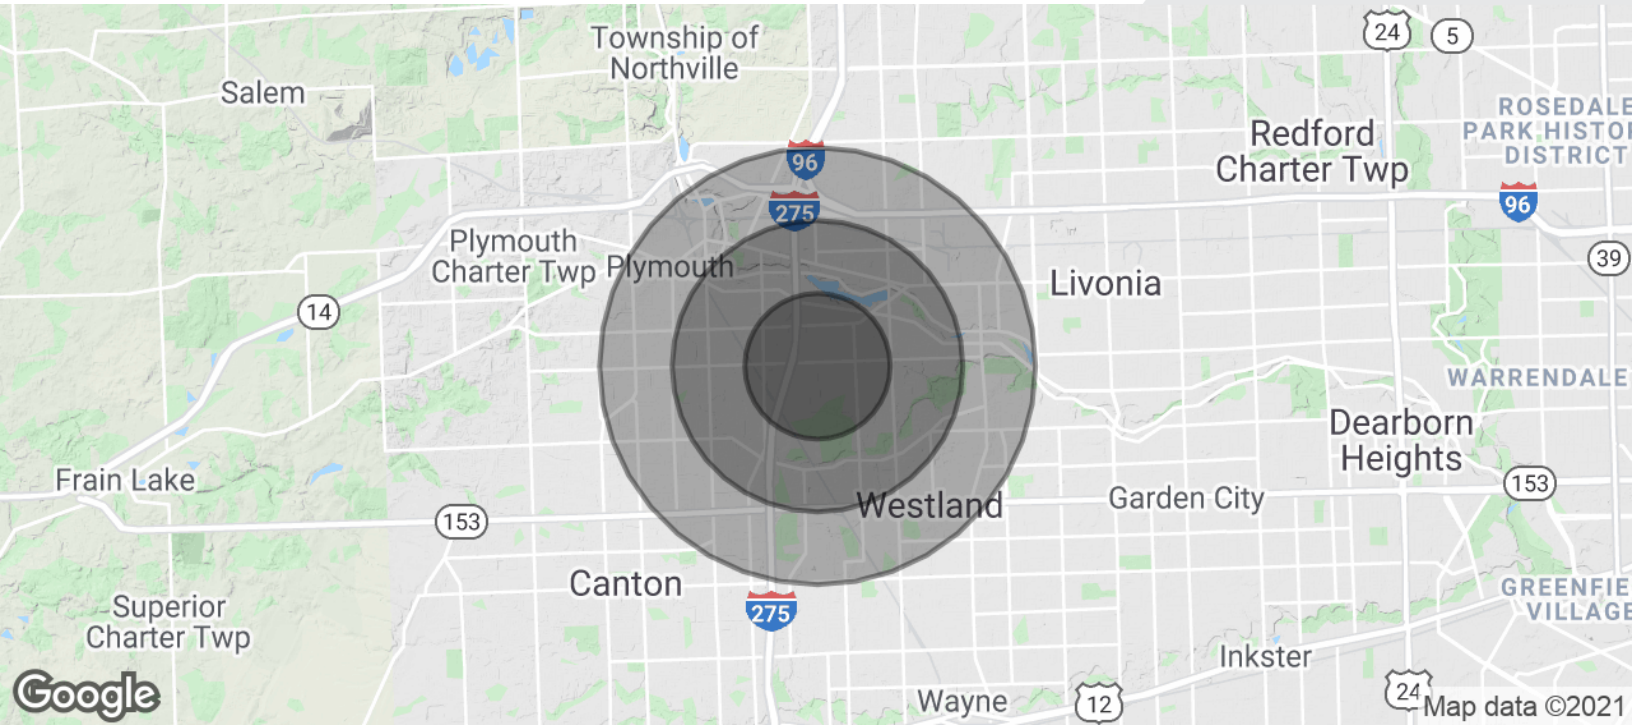 24
5
Township of
Northville
Salem
ROSEDALE
PARK HISTOR
DISTRICT
Redford
Charter Twp
96
96
275
Plymouth
Charter Twp
Plymouth
39
Livonia
14
WARRENDALE
Dearborn
Heights
Frain Lake
153
Westland
Garden City
153
Canton
275
GREENFIE
VILLAGE
Superior
Charter Twp
Inkster
Wayne
12
24
Google
Map data ©2021